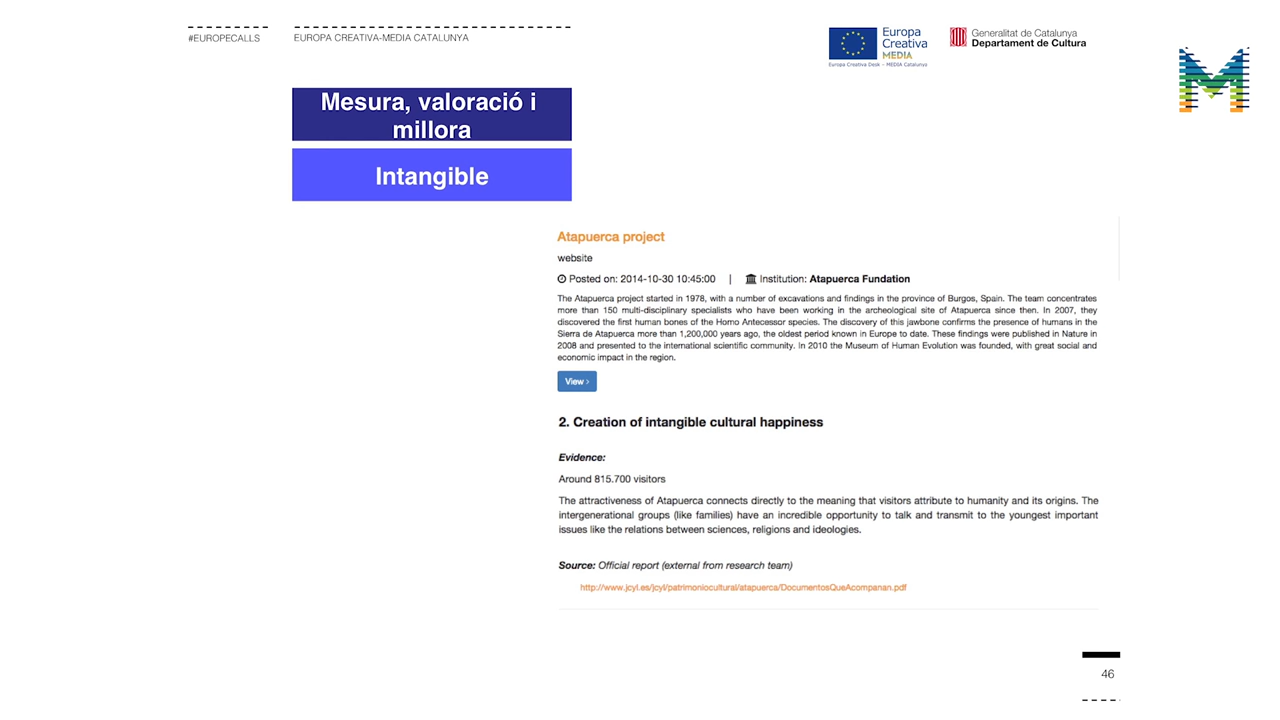 #EUROPECALLS
EUROPA CREATIVA-MEDIA CATALUNYA
Europa
Creativa
MEDIA
Europa Creativa Desk – MEDIA Catalunya
Generalitat de Catalunya
Departament de Cultura
Mesura, valoració i
millora
Intangible
Atapuerca project
website
Posted on: 2014-10-30 10:45:00 | Institution: Atapuerca Fundation
The Atapuerca project started in 1978, with a number of excavations and findings in the province of Burgos, Spain. The team concentrates
more than 150 multi-disciplinary specialists who have been working in the archeological site of Atapuerca since then. In 2007, they
discovered the first human bones of the Homo Antecessor species. The discovery of this jawbone confirms the presence of humans in the
Sierra de Atapuerca more than 1,200,000 years ago, the oldest period known in Europe to date. These findings were published in Nature in
2008 and presented to the international scientific community. In 2010 the Museum of Human Evolution was founded, with great social and
economic impact in the region.
View ›
2. Creation of intangible cultural happiness
Evidence:
Around 815.700 visitors
The attractiveness of Atapuerca connects directly to the meaning that visitors attribute to humanity and its origins. The
intergenerational groups (like families) have an incredible opportunity to talk and transmit to the youngest important
issues like the relations between sciences, religions and ideologies.
Source: Official report (external from research team)
http://www.jcyl.es/jcyl/patrimoniocultural/atapuerca/DocumentosQueAcompanan.pdf
46